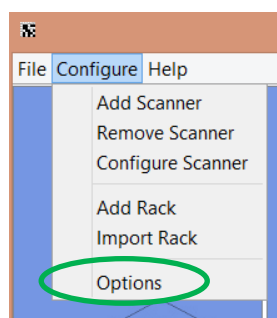 File Configure Help
Add Scanner
Remove Scanner
Configure Scanner
Add Rack
Import Rack
Options